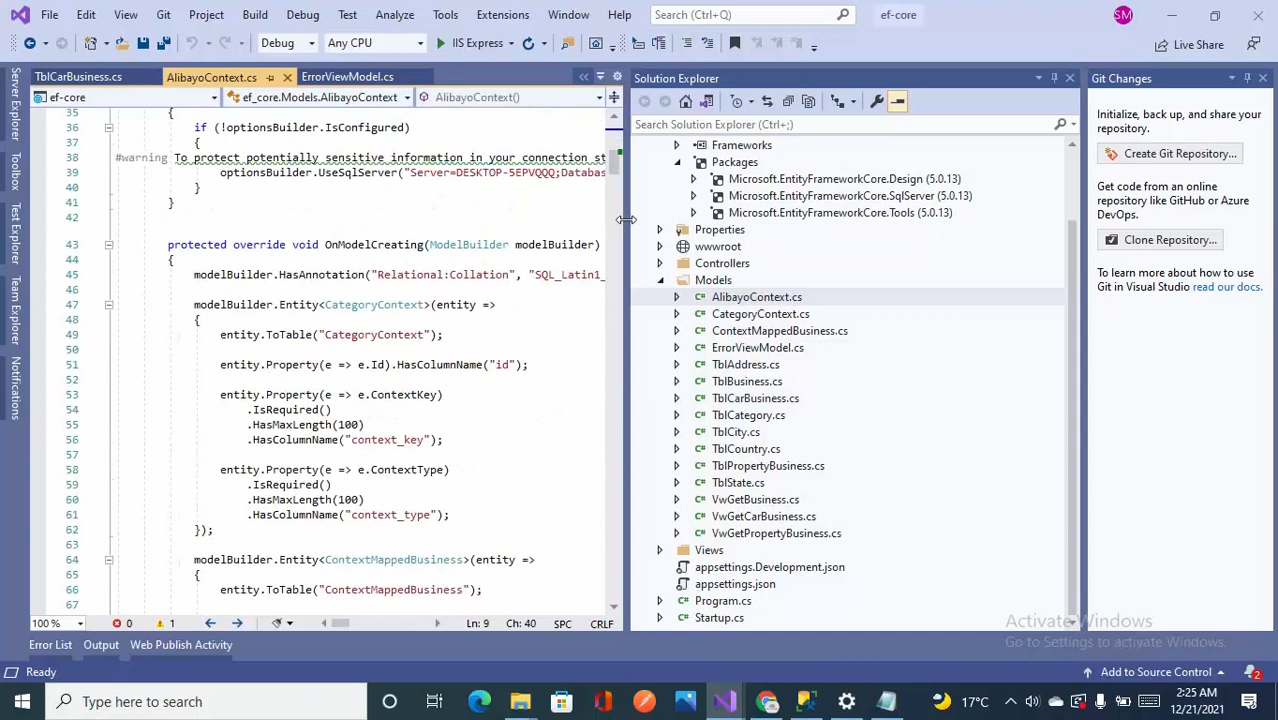 File Edit View Git Project Build Debug Test Analyze Tools Extensions Window Help Search (Ctrl+Q) ef-core SM
Debug Any CPU IIS Express Live Share
TblCarBusiness.cs AlibayoContext.cs ErrorViewModel.cs
ef-core ef_core.Models.AlibayoContext AlibayoContext()
35 {
36 if (!optionsBuilder.IsConfigured)
37 {
38 #warning To protect potentially sensitive information in your connection st
39 optionsBuilder.UseSqlServer("Server=DESKTOP-5EPVQQQ;Databas
40 }
41 }
42
43 protected override void OnModelCreating(ModelBuilder modelBuilder)
44 {
45 modelBuilder.HasAnnotation("Relational:Collation", "SQL_Latin1_
46
47 modelBuilder.Entity<CategoryContext>(entity =>
48 {
49 entity.ToTable("CategoryContext");
50
51 entity.Property(e => e.Id).HasColumnName("id");
52
53 entity.Property(e => e.ContextKey)
54 .IsRequired()
55 .HasMaxLength(100)
56 .HasColumnName("context_key");
57
58 entity.Property(e => e.ContextType)
59 .IsRequired()
60 .HasMaxLength(100)
61 .HasColumnName("context_type");
62 });
63
64 modelBuilder.Entity<ContextMappedBusiness>(entity =>
65 {
66 entity.ToTable("ContextMappedBusiness");
67
100 % 0 1 Ln: 9 Ch: 40 SPC CRLF
Server Explorer
Toolbox
Test Explorer
Team Explorer
Notifications
Solution Explorer
Search Solution Explorer (Ctrl+;)
Frameworks
Packages
Microsoft.EntityFrameworkCore.Design (5.0.13)
Microsoft.EntityFrameworkCore.SqlServer (5.0.13)
Microsoft.EntityFrameworkCore.Tools (5.0.13)
Properties
wwwroot
Controllers
Models
C# AlibayoContext.cs
C# CategoryContext.cs
C# ContextMappedBusiness.cs
C# ErrorViewModel.cs
C# TblAddress.cs
C# TblBusiness.cs
C# TblCarBusiness.cs
C# TblCategory.cs
C# TblCity.cs
C# TblCountry.cs
C# TblPropertyBusiness.cs
C# TblState.cs
C# VwGetBusiness.cs
C# VwGetCarBusiness.cs
C# VwGetPropertyBusiness.cs
Views
appsettings.Development.json
appsettings.json
C# Program.cs
C# Startup.cs
Git Changes
Initialize, back up, and share your
repository.
Create Git Repository...
Copy code from an online
repository like GitHub or Azure
DevOps.
Clone Repository...
To learn more about how to use
Git in Visual Studio read our docs.
Activate Windows
Go to Settings to activate Windows.
Error List Output Web Publish Activity
Ready Add to Source Control 2
Type here to search 17°C 2:25 AM
12/21/2021